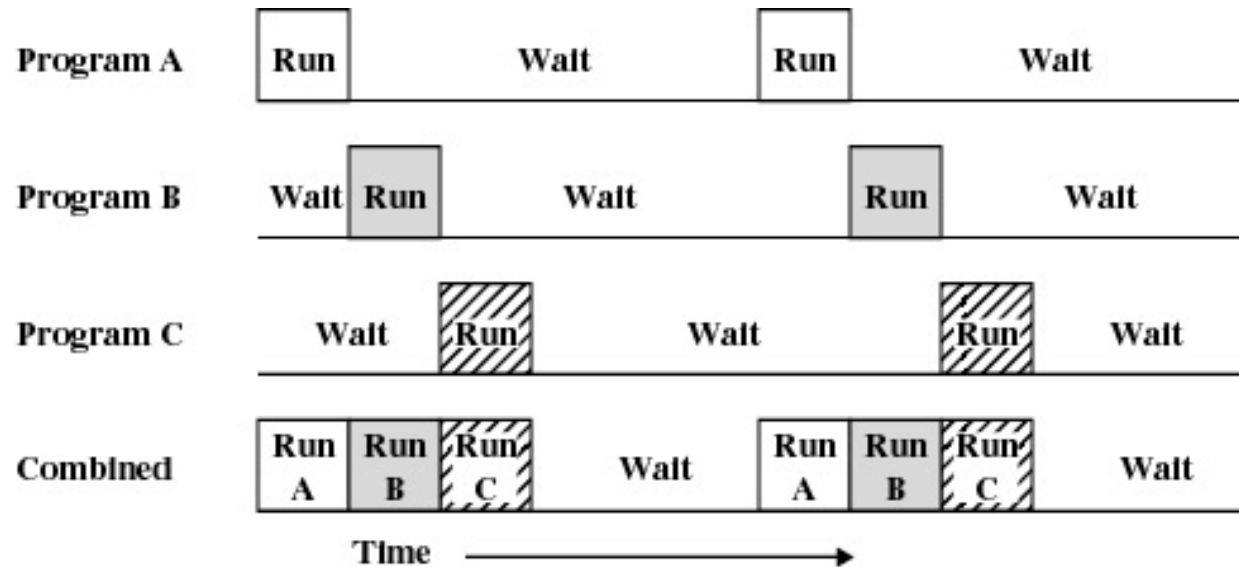 Program A Run Wait Run Wait
Program B Wait Run Wait Run Wait
Program C Wait Run Wait Run Wait
Combined Run A Run B Run C Wait Run A Run B Run C Wait
Time